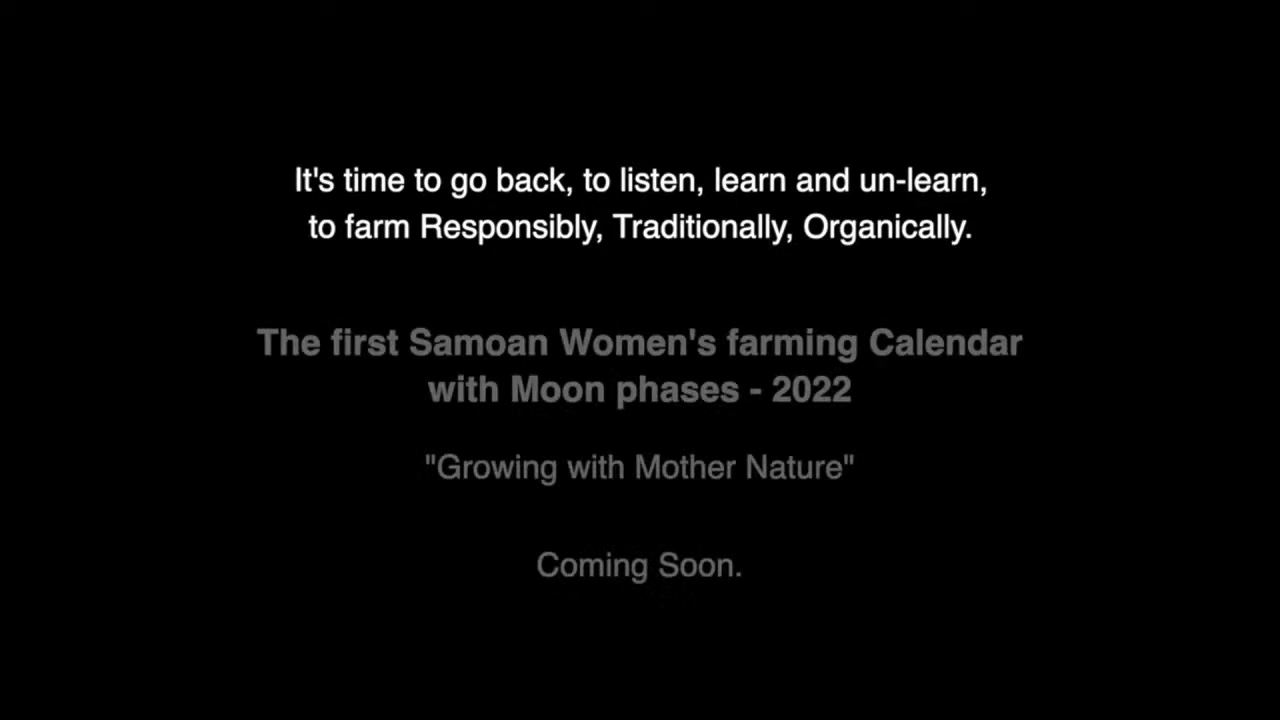 It's time to go back, to listen, learn and un-learn,
to farm Responsibly, Traditionally, Organically.
The first Samoan Women's farming Calendar
with Moon phases - 2022
"Growing with Mother Nature"
Coming Soon.